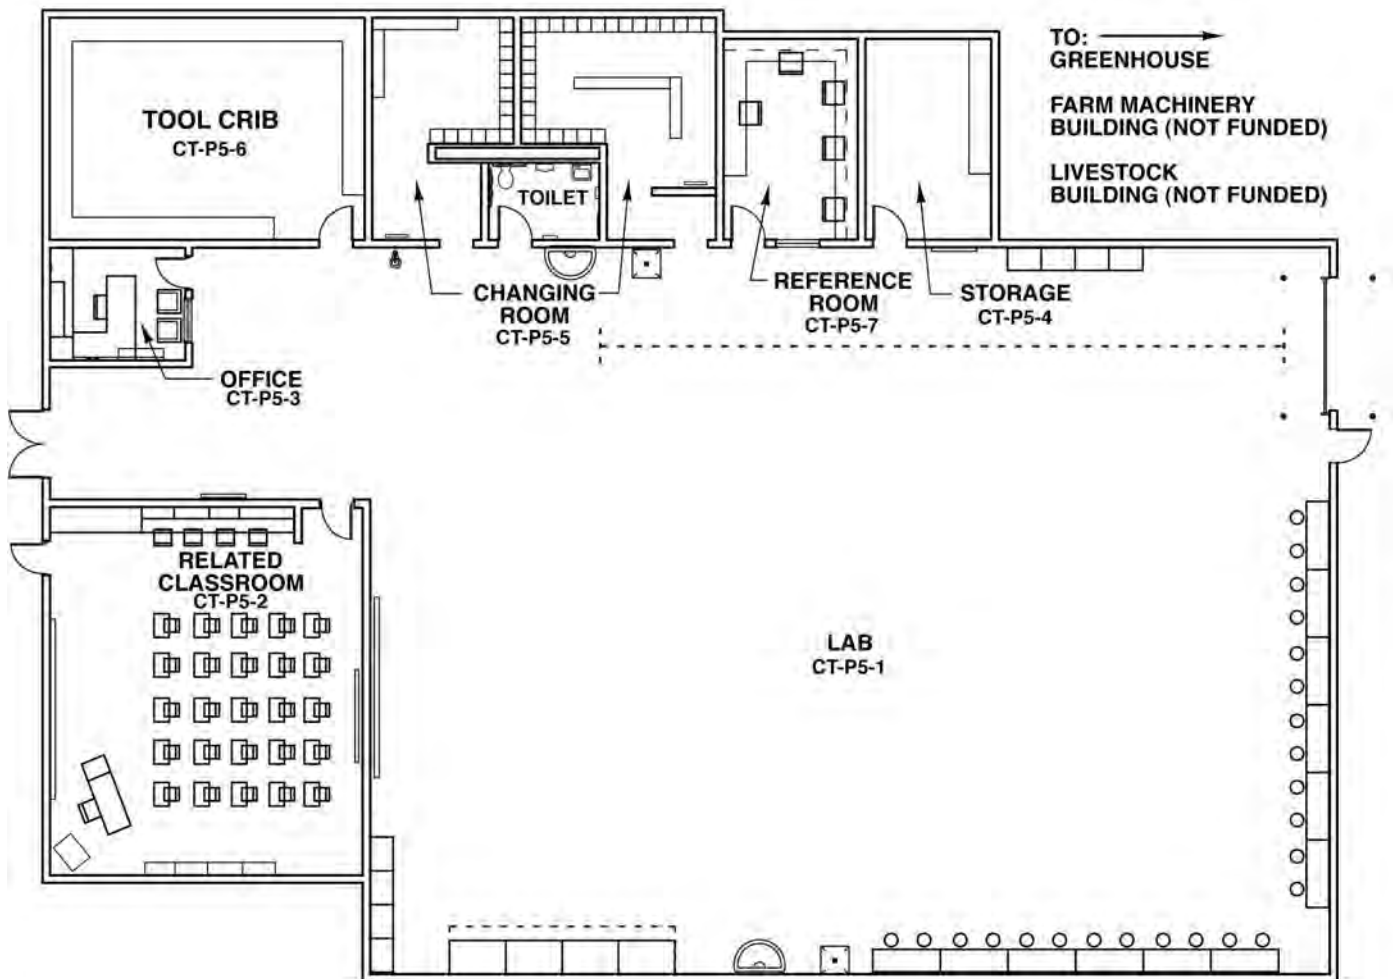 TO:
GREENHOUSE
FARM MACHINERY
BUILDING (NOT FUNDED)
LIVESTOCK
BUILDING (NOT FUNDED)
TOOL CRIB
CT-P5-6
TOILET
CHANGING
ROOM
CT-P5-5
REFERENCE
ROOM
CT-P5-7
STORAGE
CT-P5-4
OFFICE
CT-P5-3
RELATED
CLASSROOM
CT-P5-2
LAB
CT-P5-1